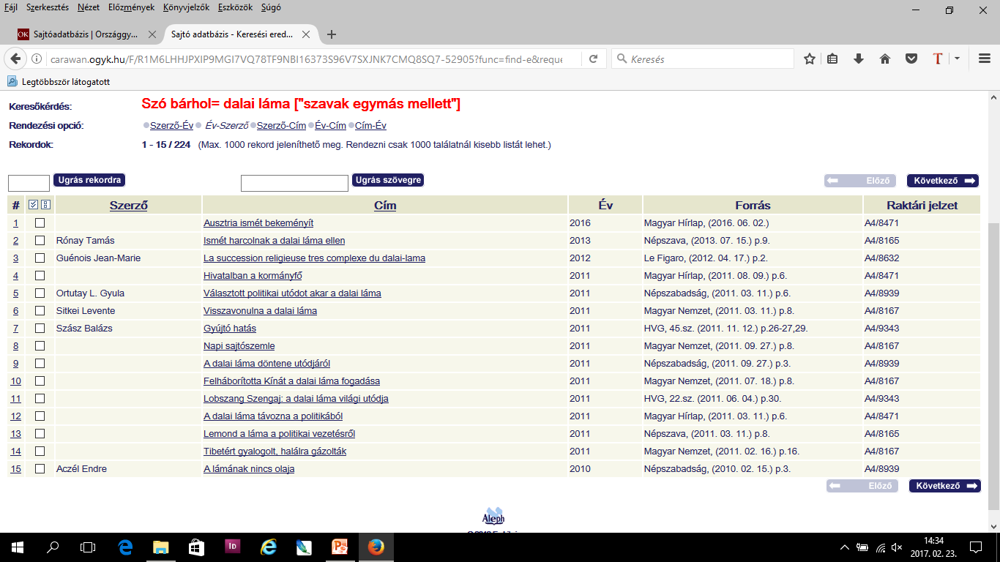 Fájl Szerkesztés Nézet Előzmények Könyvjelzők Eszközök Súgó
OK Sajtóadatbázis | Országgy... Sajtó adatbázis - Keresési ered...
carawan.ogyk.hu/F/R1M6LHHJPXIP9MGI7VQ78TF9NBI16373S96V7SXJNK7CMQ8SQ7-52905?func=find-e&reque Keresés
Legtöbbször látogatott
Keresőkérdés: Szó bárhol= dalai láma ["szavak egymás mellett"]
Rendezési opció: Szerző-Év Év-Szerző Szerző-Cím Év-Cím Cím-Év
Rekordok: 1 - 15 / 224 (Max. 1000 rekord jeleníthető meg. Rendezni csak 1000 találatnál kisebb listát lehet.)
Ugrás rekordra Ugrás szövegre Előző Következő
# Szerző Cím Év Forrás Raktári jelzet
1 Ausztria ismét bekeményít 2016 Magyar Hírlap, (2016. 06. 02.) A4/8471
2 Rónay Tamás Ismét harcolnak a dalai láma ellen 2013 Népszava, (2013. 07. 15.) p.9. A4/8165
3 Guénois Jean-Marie La succession religieuse tres complexe du dalai-lama 2012 Le Figaro, (2012. 04. 17.) p.2. A4/8632
4 Hivatalban a kormányfő 2011 Magyar Hírlap, (2011. 08. 09.) p.6. A4/8471
5 Ortutay L. Gyula Választott politikai utódot akar a dalai láma 2011 Népszabadság, (2011. 03. 11.) p.6. A4/8939
6 Sitkei Levente Visszavonulna a dalai láma 2011 Magyar Nemzet, (2011. 03. 11.) p.8. A4/8167
7 Szász Balázs Gyújtó hatás 2011 HVG, 45.sz. (2011. 11. 12.) p.26-27,29. A4/9343
8 Napi sajtószemle 2011 Magyar Nemzet, (2011. 09. 27.) p.8. A4/8167
9 A dalai láma döntene utódjáról 2011 Népszabadság, (2011. 09. 27.) p.3. A4/8939
10 Felháborította Kínát a dalai láma fogadása 2011 Magyar Nemzet, (2011. 07. 18.) p.8. A4/8167
11 Lobszang Szengaj: a dalai láma világi utódja 2011 HVG, 22.sz. (2011. 06. 04.) p.30. A4/9343
12 A dalai láma távozna a politikából 2011 Magyar Hírlap, (2011. 03. 11.) p.6. A4/8471
13 Lemond a láma a politikai vezetésről 2011 Népszava, (2011. 03. 11.) p.8. A4/8165
14 Tibetért gyalogolt, halálra gázolták 2011 Magyar Nemzet, (2011. 02. 16.) p.16. A4/8167
15 Aczél Endre A lámának nincs olaja 2010 Népszabadság, (2010. 02. 15.) p.3. A4/8939
Előző Következő
Aleph
14:34
2017. 02. 23.